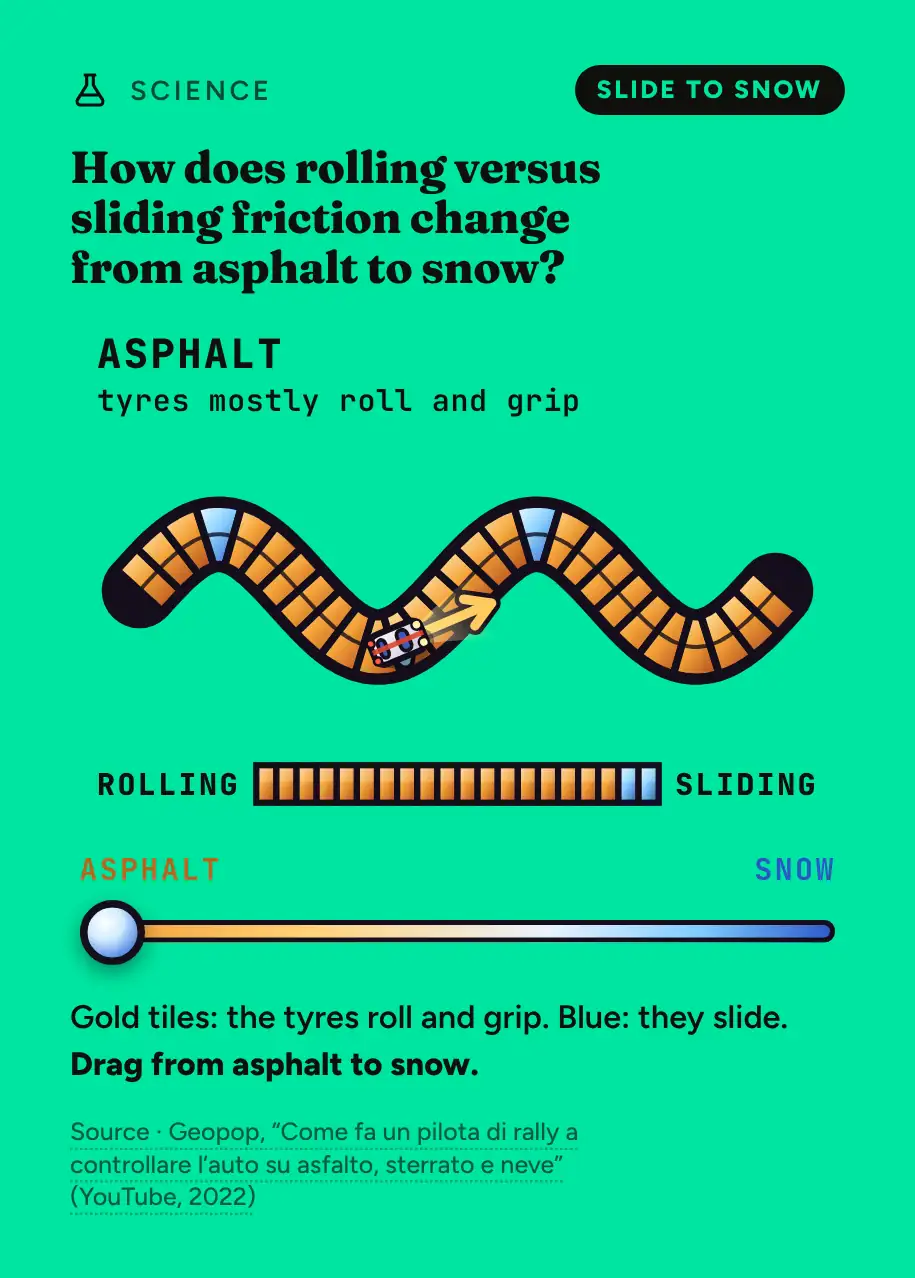 SCIENCE
SLIDE TO SNOW
How does rolling versus
sliding friction change
from asphalt to snow?
ASPHALT
tyres mostly roll and grip
ROLLING
SLIDING
ASPHALT
SNOW
Gold tiles: the tyres roll and grip. Blue: they slide.
Drag from asphalt to snow.
Source · Geopop, “Come fa un pilota di rally a
controllare l’auto su asfalto, sterrato e neve”
(YouTube, 2022)